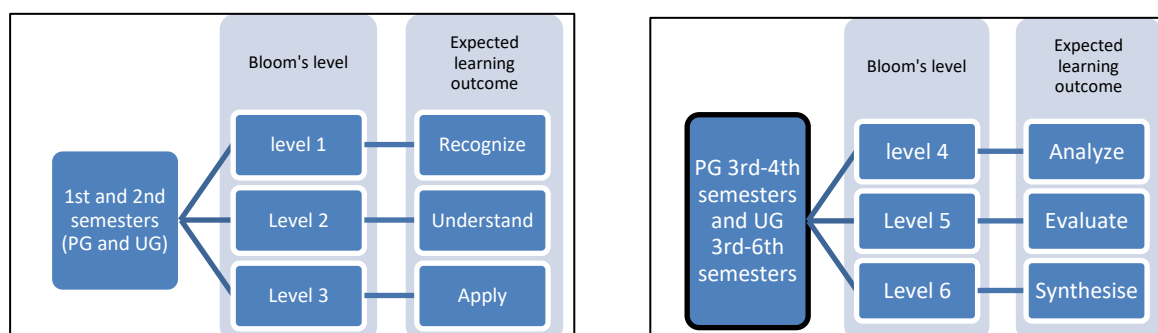 Bloom's level
Expected
learning
outcome
1st and 2nd
semesters
(PG and UG)
level 1
Recognize
Level 2
Understand
Level 3
Apply
Bloom's level
Expected
learning
outcome
PG 3rd-4th
semesters
and UG
3rd-6th
semesters
level 4
Analyze
Level 5
Evaluate
Level 6
Synthesise